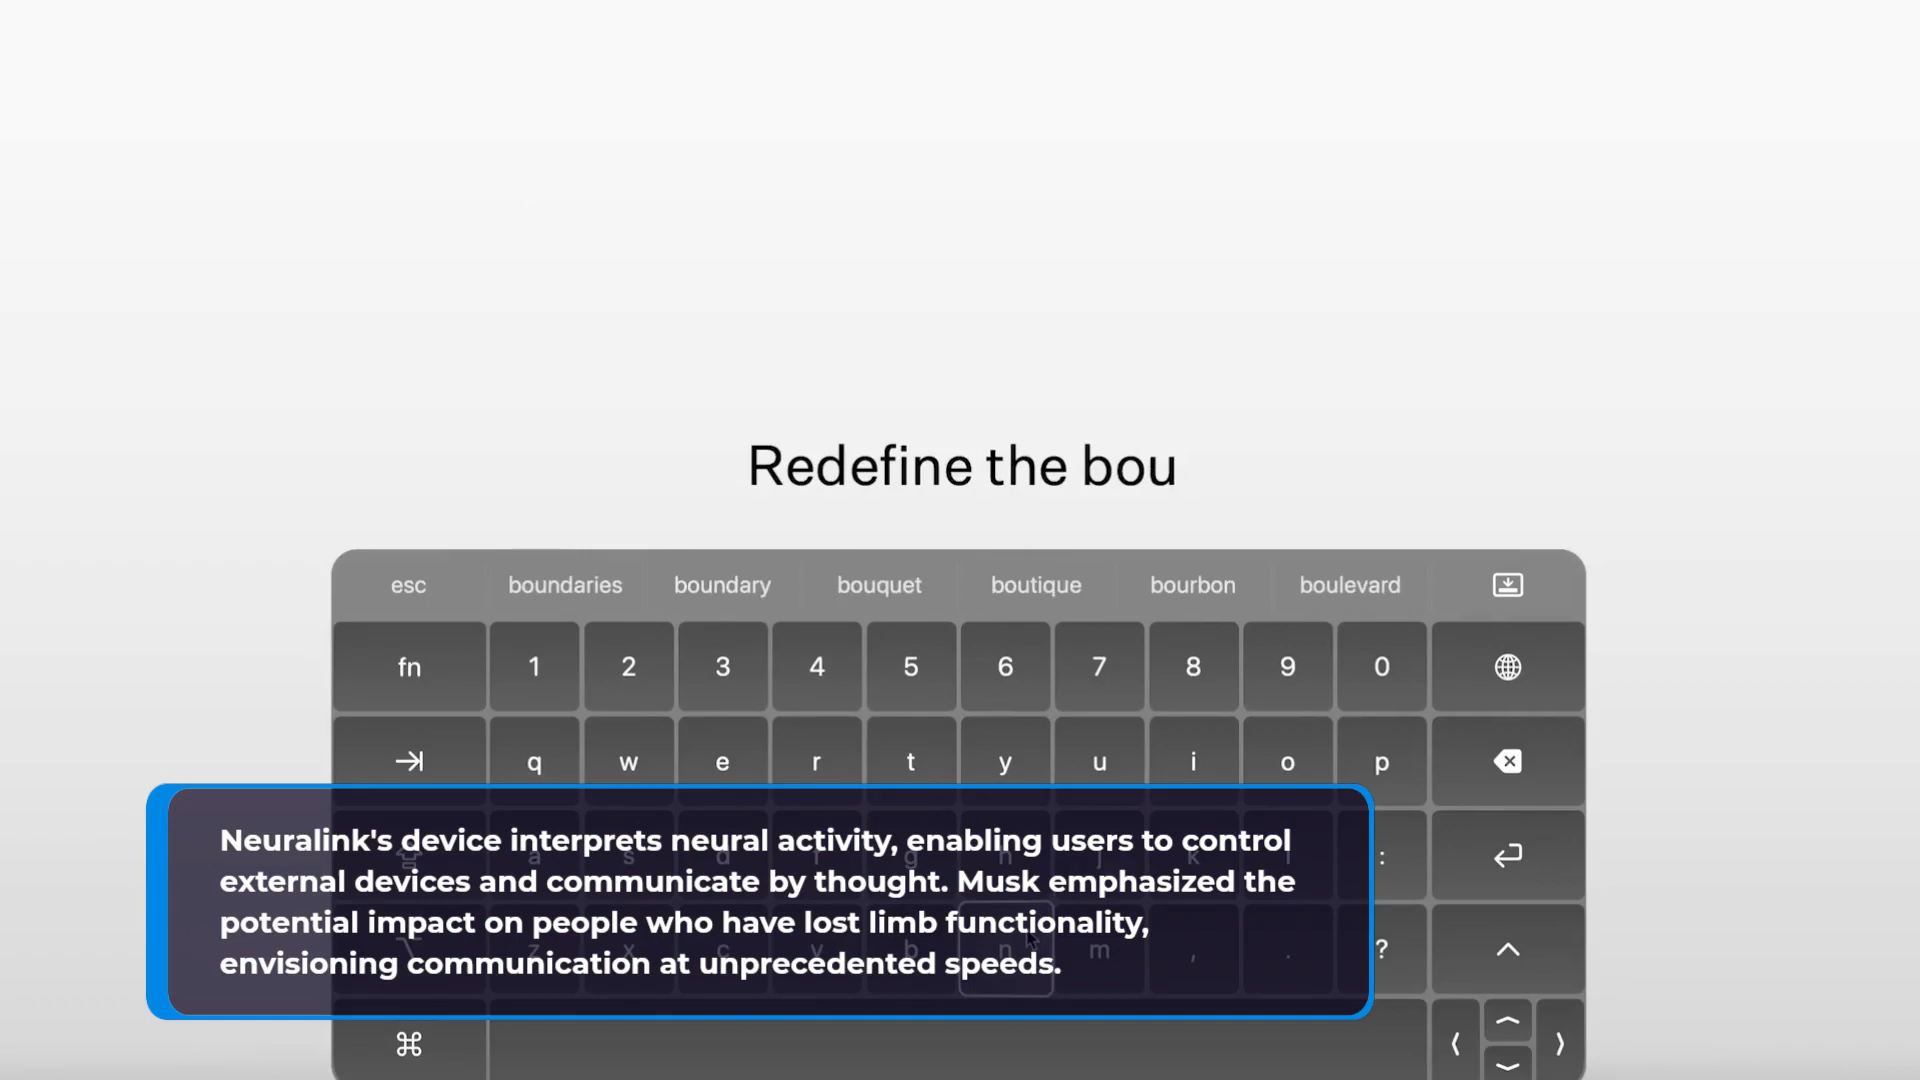 Redefine the bou
esc boundaries boundary bouquet boutique bourbon boulevard
fn 1 2 3 4 5 6 7 8 9 0
q w e r t y u i o p
a s d f g h j k l :
z x c v b n m , . ?
Neuralink's device interprets neural activity, enabling users to control
external devices and communicate by thought. Musk emphasized the
potential impact on people who have lost limb functionality,
envisioning communication at unprecedented speeds.